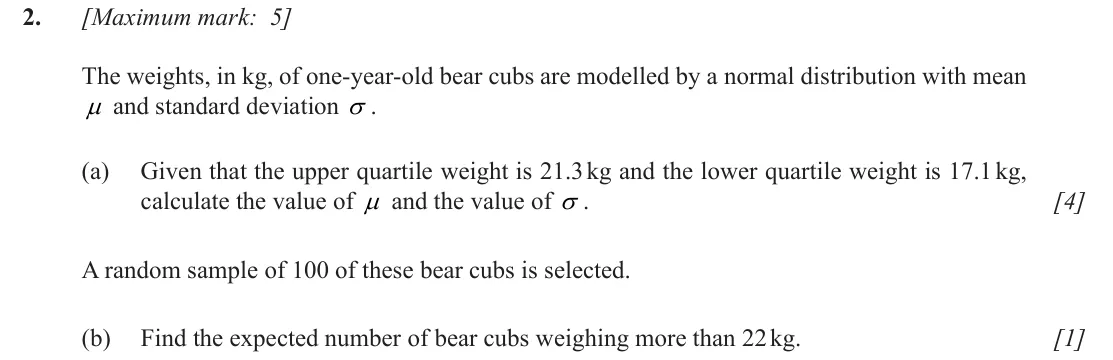 2. [Maximum mark: 5]
The weights, in kg, of one-year-old bear cubs are modelled by a normal distribution with mean
μ and standard deviation σ .
(a) Given that the upper quartile weight is 21.3 kg and the lower quartile weight is 17.1 kg,
calculate the value of μ and the value of σ . [4]
A random sample of 100 of these bear cubs is selected.
(b) Find the expected number of bear cubs weighing more than 22 kg. [1]